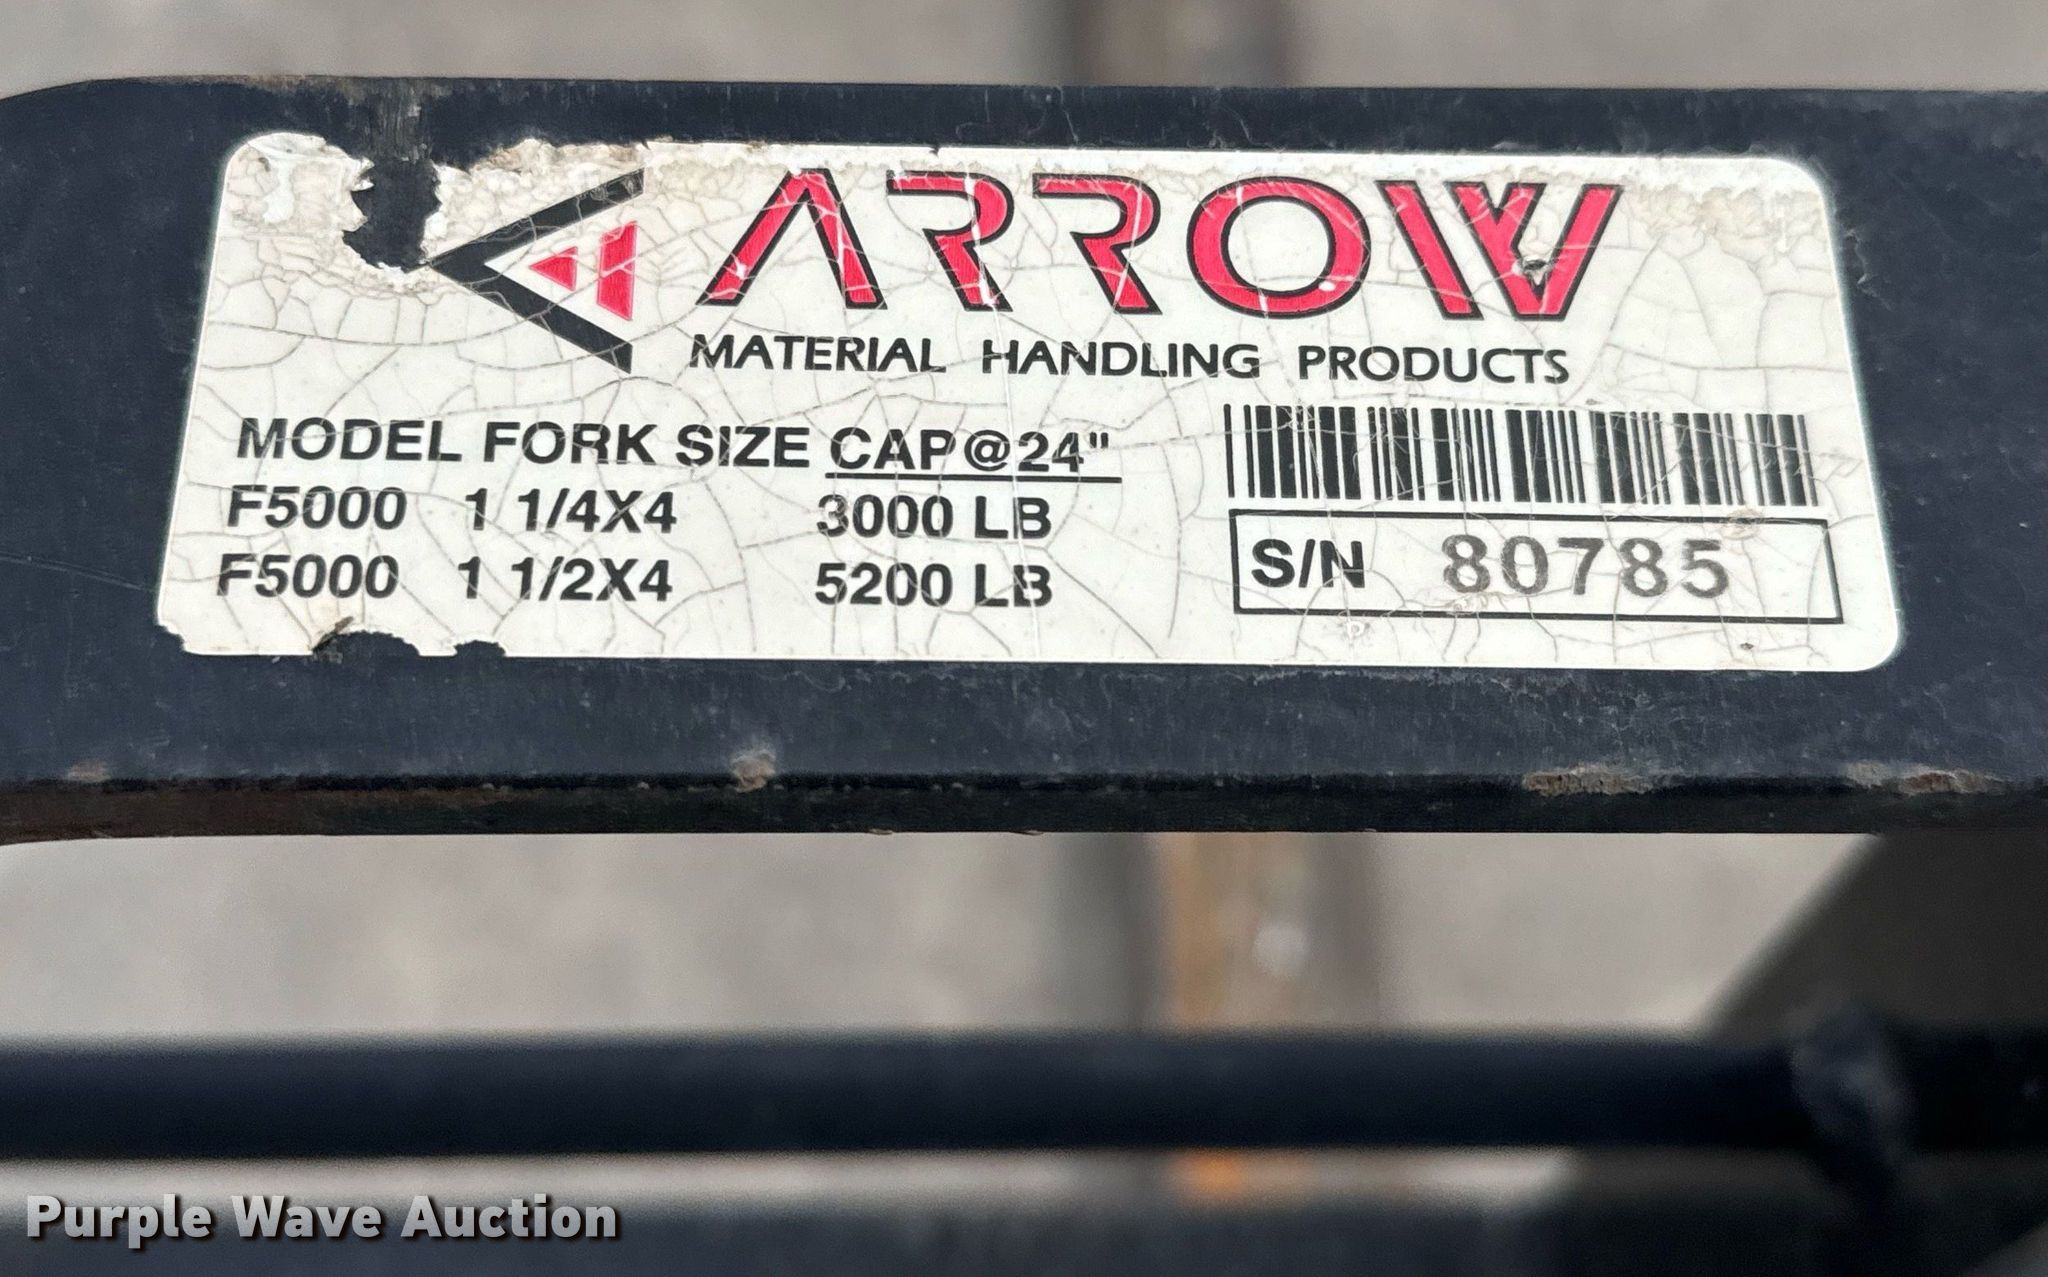 ARROW
MATERIAL HANDLING PRODUCTS
MODEL FORK SIZE CAP@24"
F5000 1 1/4X4 3000 LB
F5000 1 1/2X4 5200 LB
S/N 80785
Purple Wave Auction